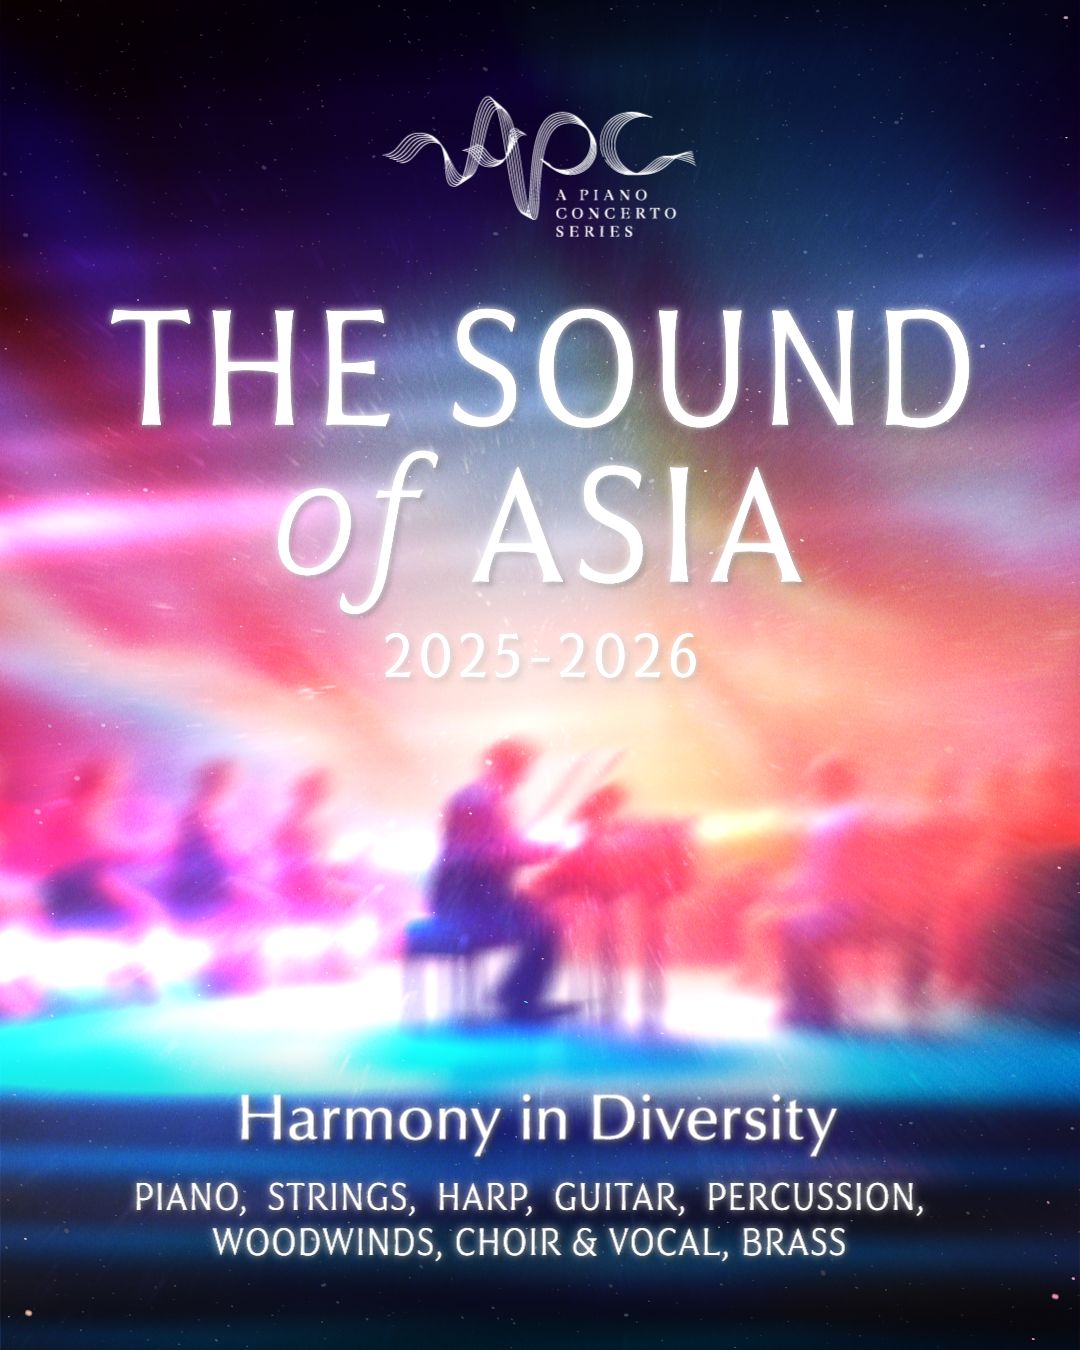 APC
A PIANO
CONCERTO
SERIES
THE SOUND
of ASIA
2025-2026
Harmony in Diversity
PIANO, STRINGS, HARP, GUITAR, PERCUSSION,
WOODWINDS, CHOIR & VOCAL, BRASS